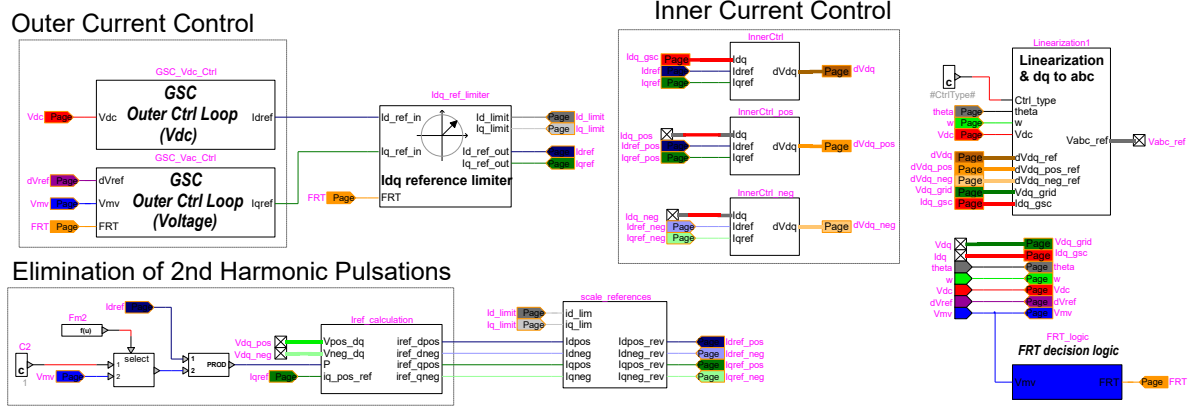 Outer Current Control
GSC_Vdc_Ctrl
GSC
Outer Ctrl Loop
(Vdc)
Vdc Page Vdc
Idref
GSC_Vac_Ctrl
GSC
Outer Ctrl Loop
(Voltage)
dVref Page dVref
Vmv Page Vmv
FRT Page FRT
Iqref
Idq_ref_limiter
Id_ref_in
Iq_ref_in
Id_limit Page Id_limit
Iq_limit Page Iq_limit
Id_ref_out Page Idref
Iq_ref_out Page Iqref
Idq reference limiter
FRT Page FRT
Inner Current Control
InnerCtrl
Idq_gsc Page Idq
Idref Page Idref
Iqref Page Iqref
dVdq Page dVdq
InnerCtrl_pos
Idq_pos Idq
Idref_pos Page Idref
Iqref_pos Page Iqref
dVdq Page dVdq_pos
InnerCtrl_neg
Idq_neg Idq
Idref_neg Page Idref
Iqref_neg Page Iqref
dVdq Page dVdq_neg
Linearization1
Linearization
& dq to abc
C
#CtrlType#
Ctrl_type
theta Page theta
w Page w
Vdc Page Vdc
Vabc_ref Vabc_ref
dVdq Page dVdq_ref
dVdq_pos Page dVdq_pos_ref
dVdq_neg Page dVdq_neg_ref
Vdq_grid Page Vdq_grid
Idq_gsc Page Idq_gsc
Vdq Page Vdq_grid
Idq Page Idq_gsc
theta Page theta
w Page w
Vdc Page Vdc
dVref Page dVref
Vmv Page Vmv
FRT_logic
FRT decision logic
Vmv FRT Page FRT
Elimination of 2nd Harmonic Pulsations
Idref Page
Fm2
f(u)
C2
C
1
select
1
2
Vmv Page
1
2
PROD
Iref_calculation
Vdq_pos Vpos_dq
Vdq_neg Vneg_dq
P
Iqref Page iq_pos_ref
iref_dpos
iref_dneg
iref_qpos
iref_qneg
scale_references
Id_limit Page id_lim
Iq_limit Page iq_lim
Idpos
Idneg
Iqpos
Iqneg
Idpos_rev Page Idref_pos
Idneg_rev Page Idref_neg
Iqpos_rev Page Iqref_pos
Iqneg_rev Page Iqref_neg